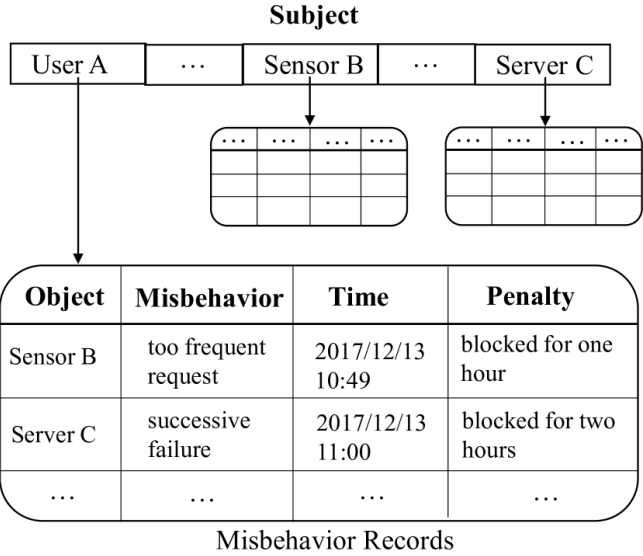 Subject
User A ... Sensor B ... Server C
... ... ... ... ... ... ... ...
Object Misbehavior Time Penalty
Sensor B too frequent request 2017/12/13 10:49 blocked for one hour
Server C successive failure 2017/12/13 11:00 blocked for two hours
... ... ... ...
Misbehavior Records